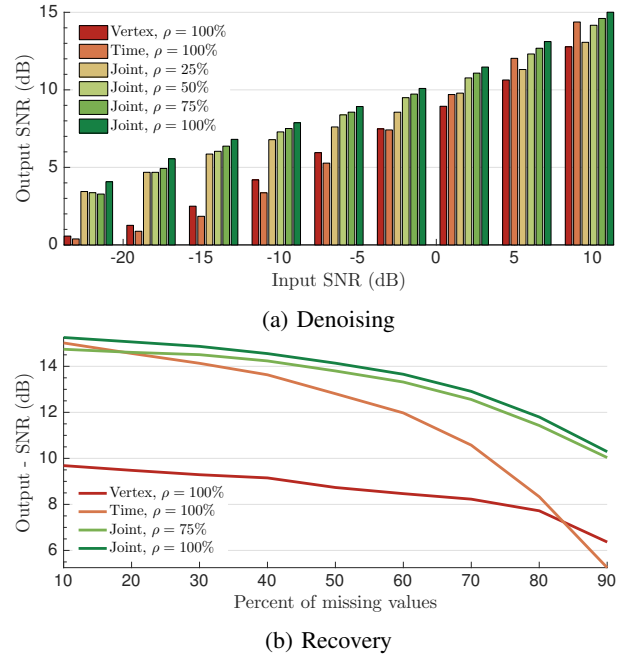 15
10
5
0
Output SNR (dB)
Vertex, ρ = 100%
Time, ρ = 100%
Joint, ρ = 25%
Joint, ρ = 50%
Joint, ρ = 75%
Joint, ρ = 100%
-20 -15 -10 -5 0 5 10
Input SNR (dB)
(a) Denoising
14
12
10
8
6
Output - SNR (dB)
Vertex, ρ = 100%
Time, ρ = 100%
Joint, ρ = 75%
Joint, ρ = 100%
10 20 30 40 50 60 70 80 90
Percent of missing values
(b) Recovery